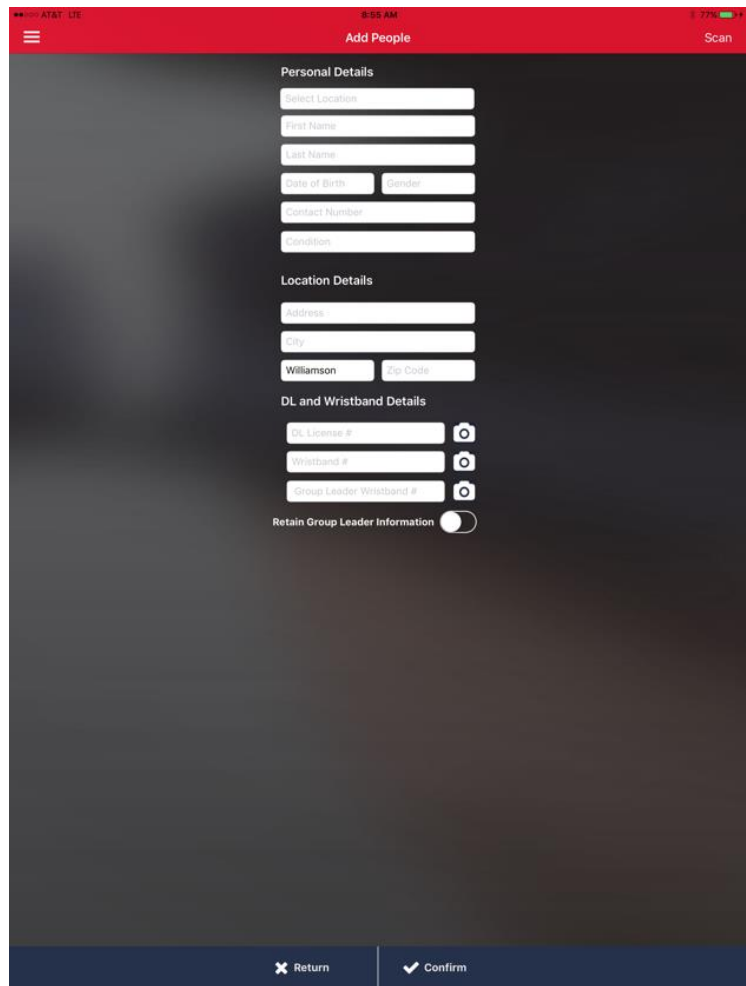 AT&T LTE 8:55 AM 77%
Add People Scan
Personal Details
Select Location
First Name
Last Name
Date of Birth Gender
Contact Number
Condition
Location Details
Address
City
Williamson Zip Code
DL and Wristband Details
DL License #
Wristband #
Group Leader Wristband #
Retain Group Leader Information
Return Confirm